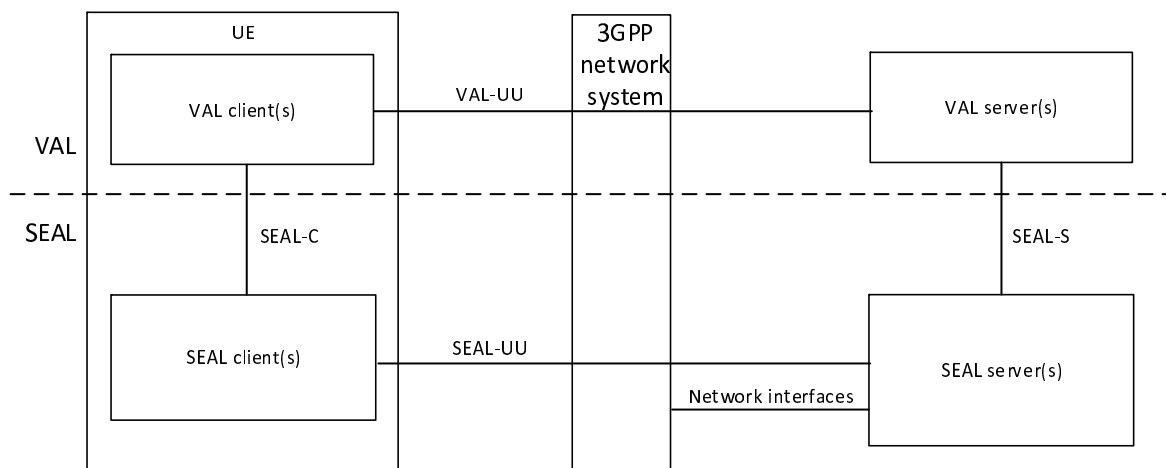 UE
3GPP
network
system
VAL client(s)
VAL-UU
VAL server(s)
VAL
SEAL
SEAL-C
SEAL-S
SEAL client(s)
SEAL-UU
SEAL server(s)
Network interfaces